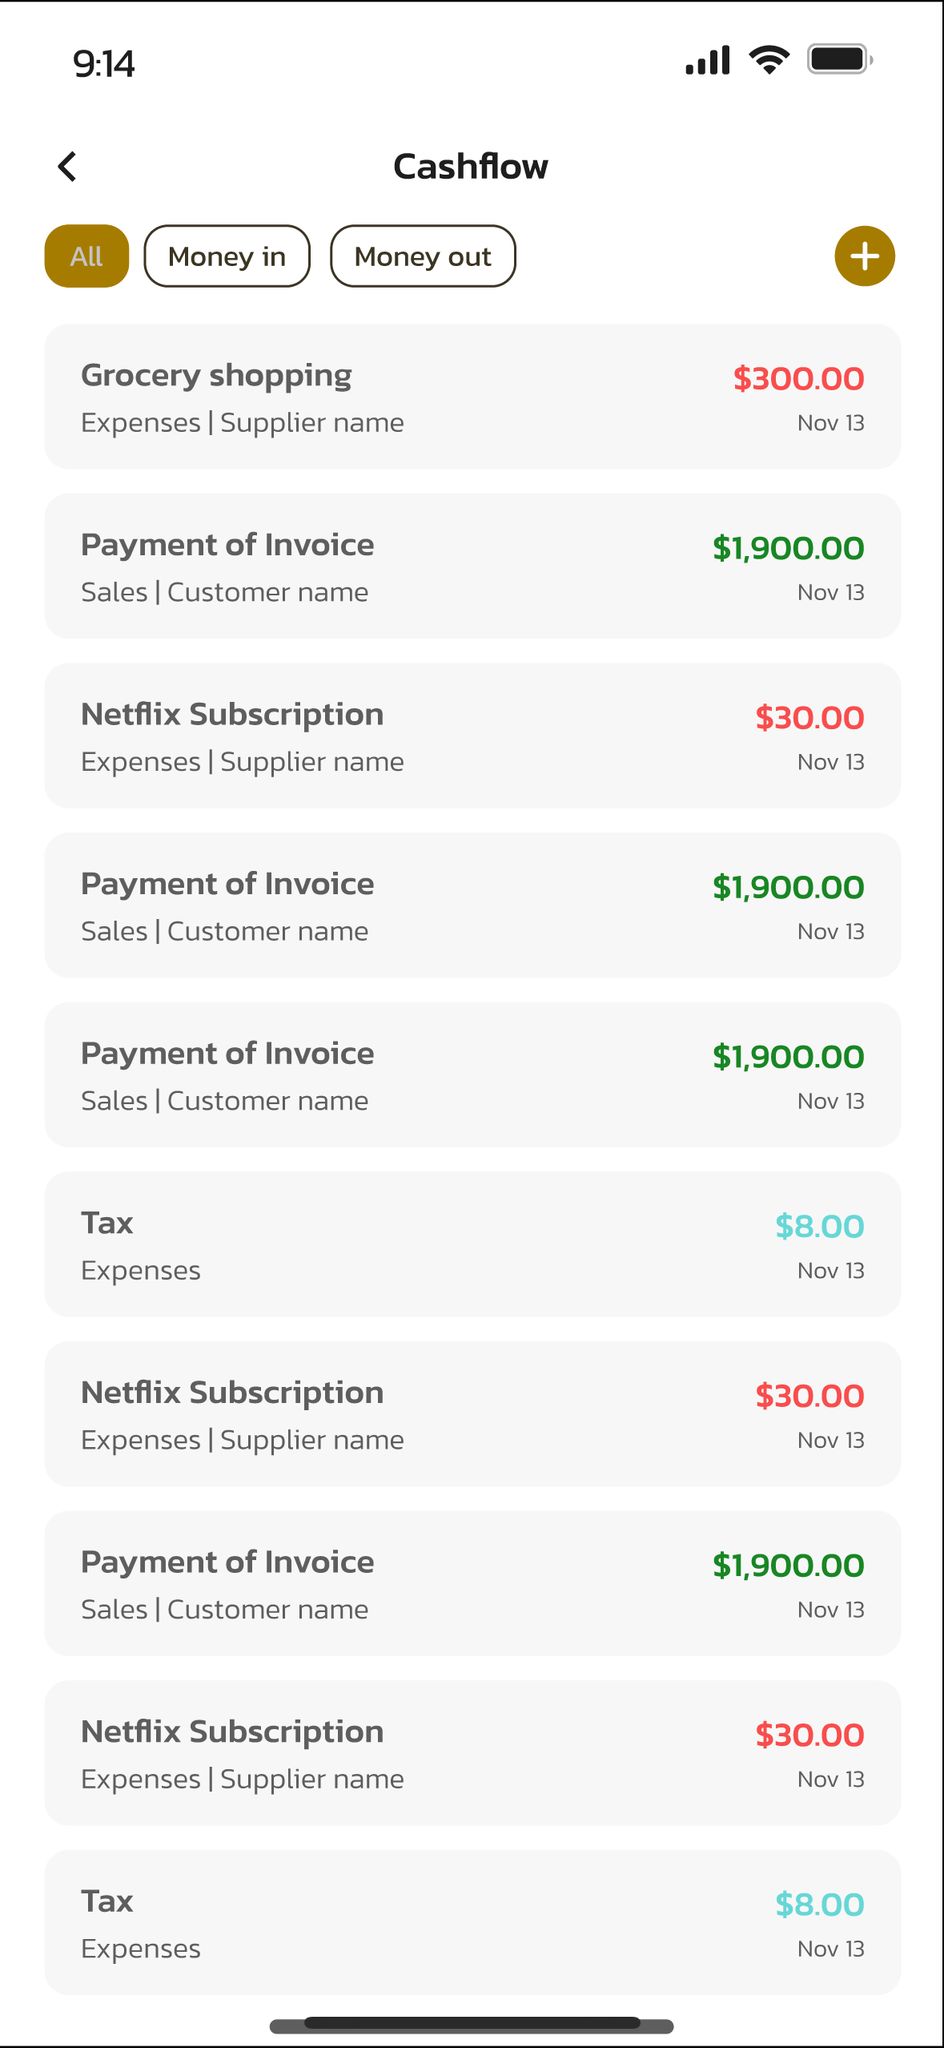 9:14
Cashflow
All
Money in
Money out
Grocery shopping
$300.00
Expenses | Supplier name
Nov 13
Payment of Invoice
$1,900.00
Sales | Customer name
Nov 13
Netflix Subscription
$30.00
Expenses | Supplier name
Nov 13
Payment of Invoice
$1,900.00
Sales | Customer name
Nov 13
Payment of Invoice
$1,900.00
Sales | Customer name
Nov 13
Tax
$8.00
Expenses
Nov 13
Netflix Subscription
$30.00
Expenses | Supplier name
Nov 13
Payment of Invoice
$1,900.00
Sales | Customer name
Nov 13
Netflix Subscription
$30.00
Expenses | Supplier name
Nov 13
Tax
$8.00
Expenses
Nov 13